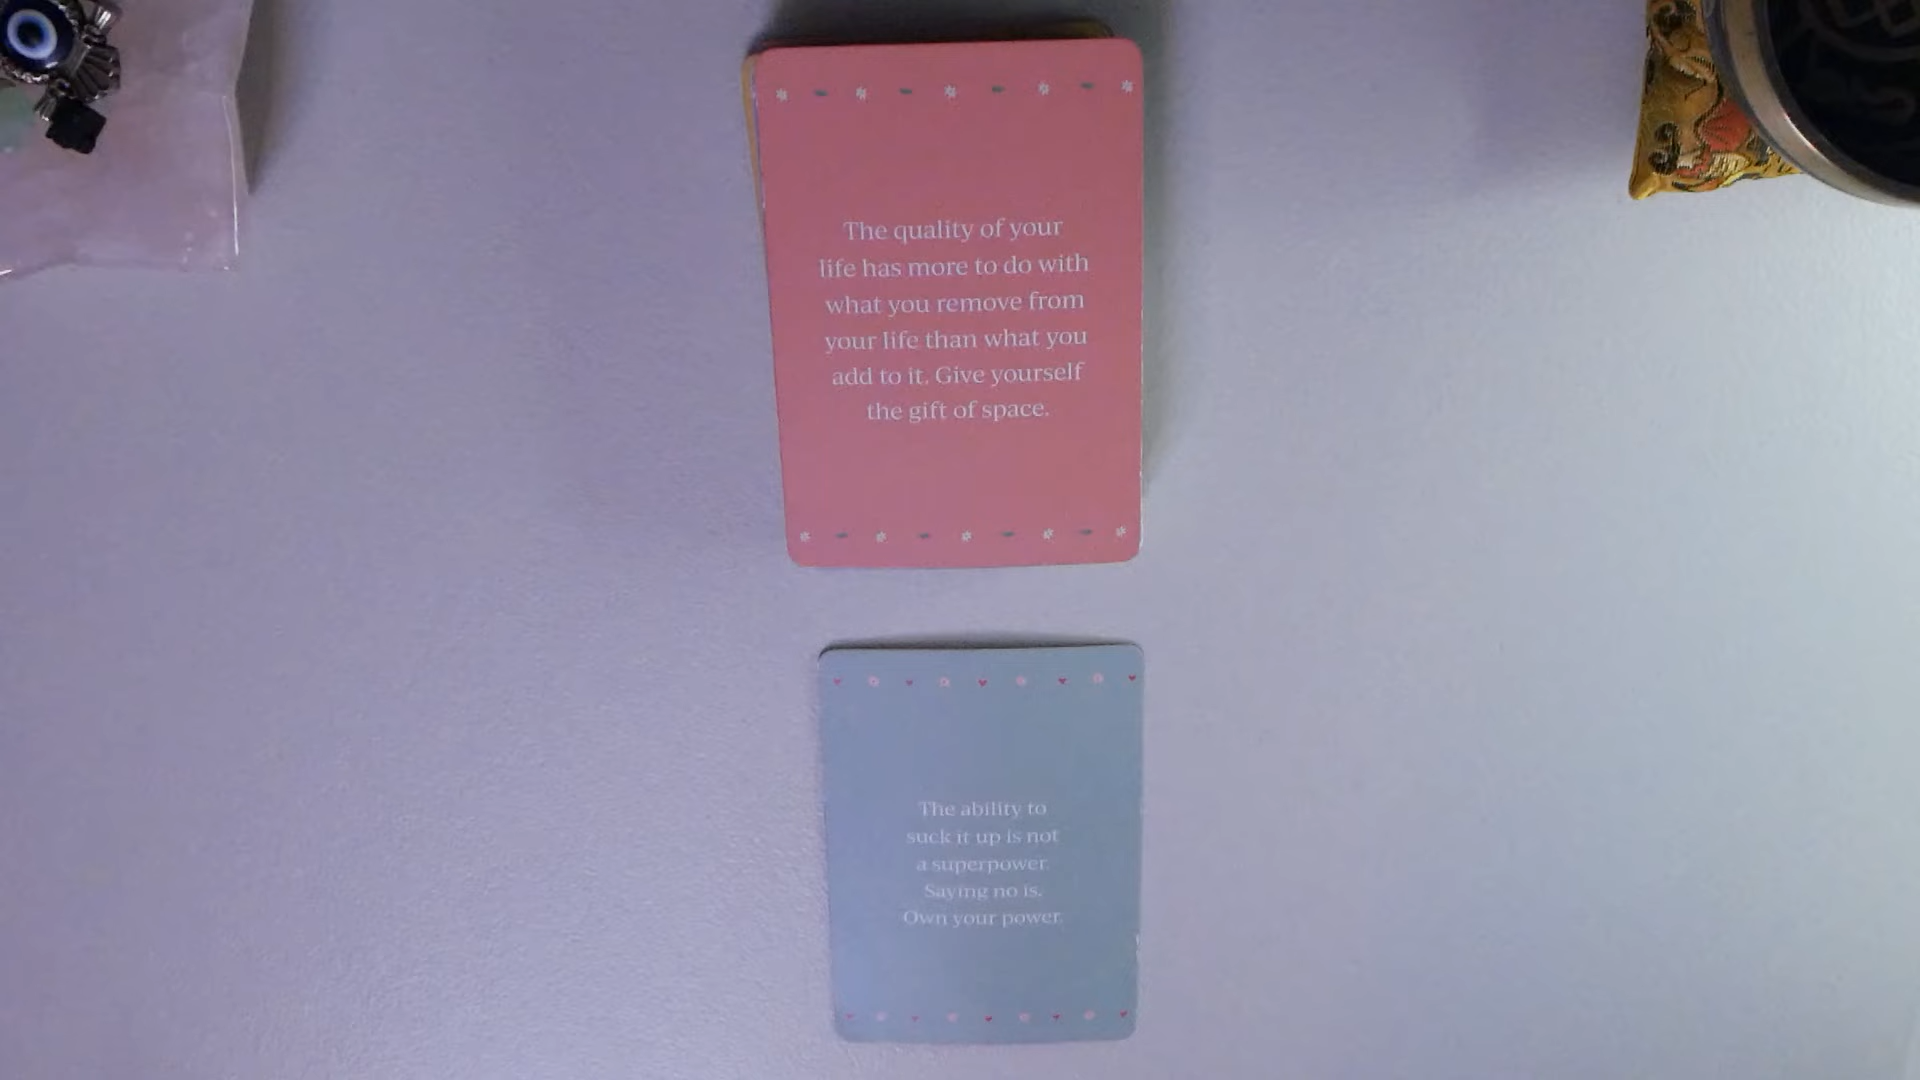 The quality of your
life has more to do with
what you remove from
your life than what you
add to it. Give yourself
the gift of space.
The ability to
suck it up is not
a superpower.
Saying no is.
Own your power.